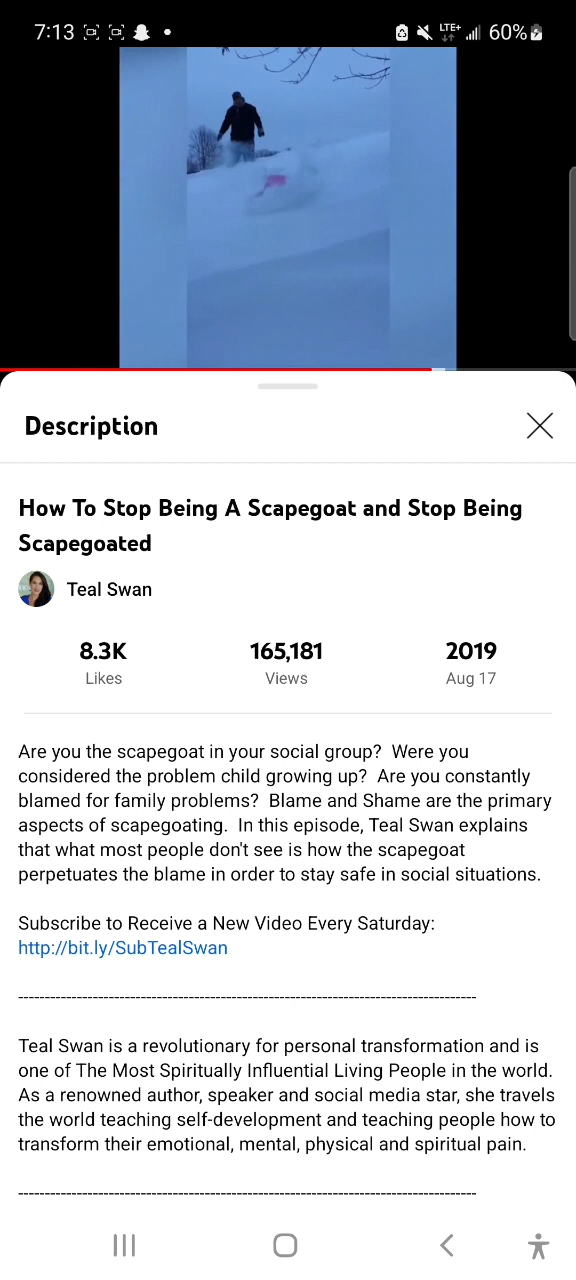 7:13
LTE+
60%
Description
How To Stop Being A Scapegoat and Stop Being
Scapegoated
Teal Swan
8.3K
165,181
2019
Likes
Views
Aug 17
Are you the scapegoat in your social group?  Were you
considered the problem child growing up?  Are you constantly
blamed for family problems?  Blame and Shame are the primary
aspects of scapegoating.  In this episode, Teal Swan explains
that what most people don't see is how the scapegoat
perpetuates the blame in order to stay safe in social situations.
Subscribe to Receive a New Video Every Saturday:
http://bit.ly/SubTealSwan
---------------------------------------------------------------------------------------
Teal Swan is a revolutionary for personal transformation and is
one of The Most Spiritually Influential Living People in the world.
As a renowned author, speaker and social media star, she travels
the world teaching self-development and teaching people how to
transform their emotional, mental, physical and spiritual pain.
---------------------------------------------------------------------------------------